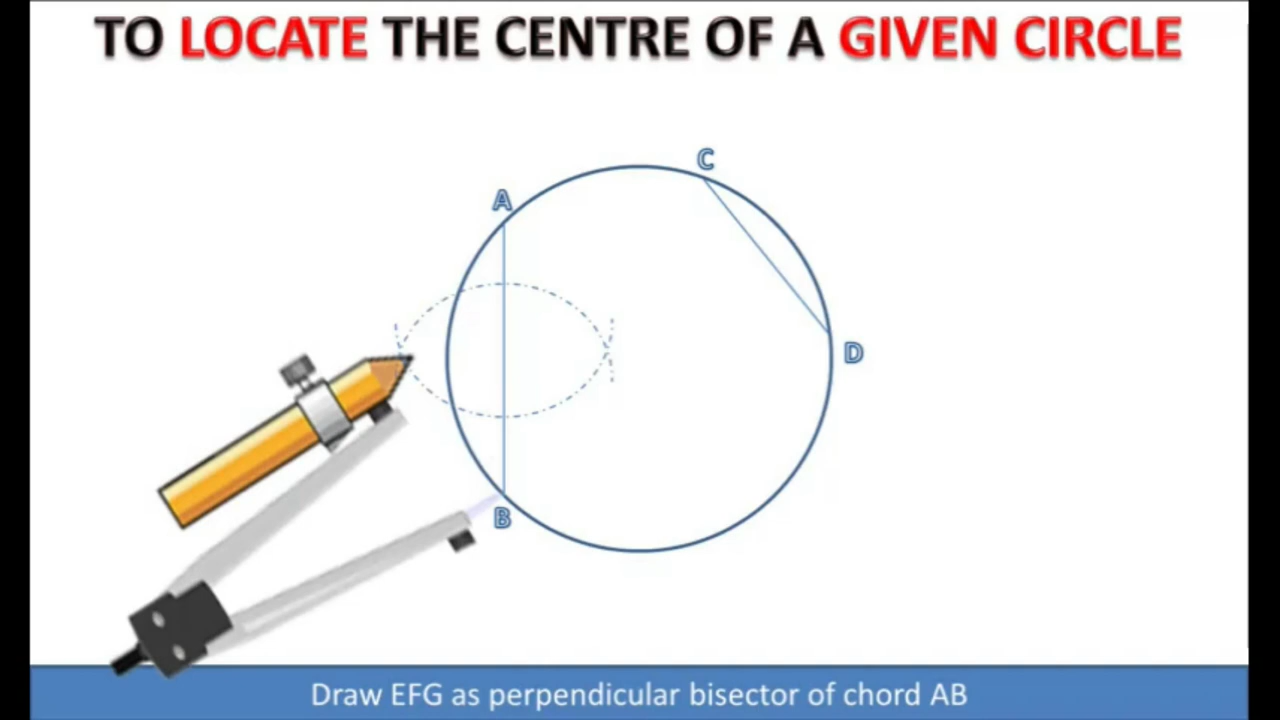 TO LOCATE THE CENTRE OF A GIVEN CIRCLE
C
A
D
B
Draw EFG as perpendicular bisector of chord AB